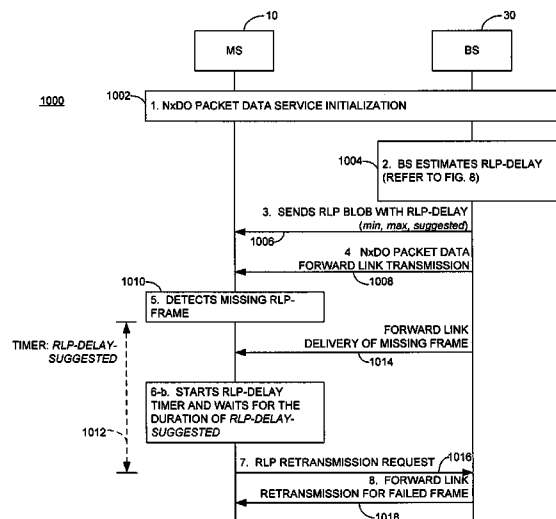 10
30
MS
BS
1000
1002
1. NxDO PACKET DATA SERVICE INITIALIZATION
1004
2. BS ESTIMATES RLP-DELAY
(REFER TO FIG. 8)
3. SENDS RLP BLOB WITH RLP-DELAY
(min, max, suggested)
1006
4 NxDO PACKET DATA
FORWARD LINK TRANSMISSION
1008
1010
5. DETECTS MISSING RLP-
FRAME
TIMER: RLP-DELAY-
SUGGESTED
FORWARD LINK
DELIVERY OF MISSING FRAME
1014
6-b. STARTS RLP-DELAY
TIMER AND WAITS FOR THE
DURATION OF RLP-DELAY-
SUGGESTED
1012
7. RLP RETRANSMISSION REQUEST
1016
8. FORWARD LINK
RETRANSMISSION FOR FAILED FRAME
1018